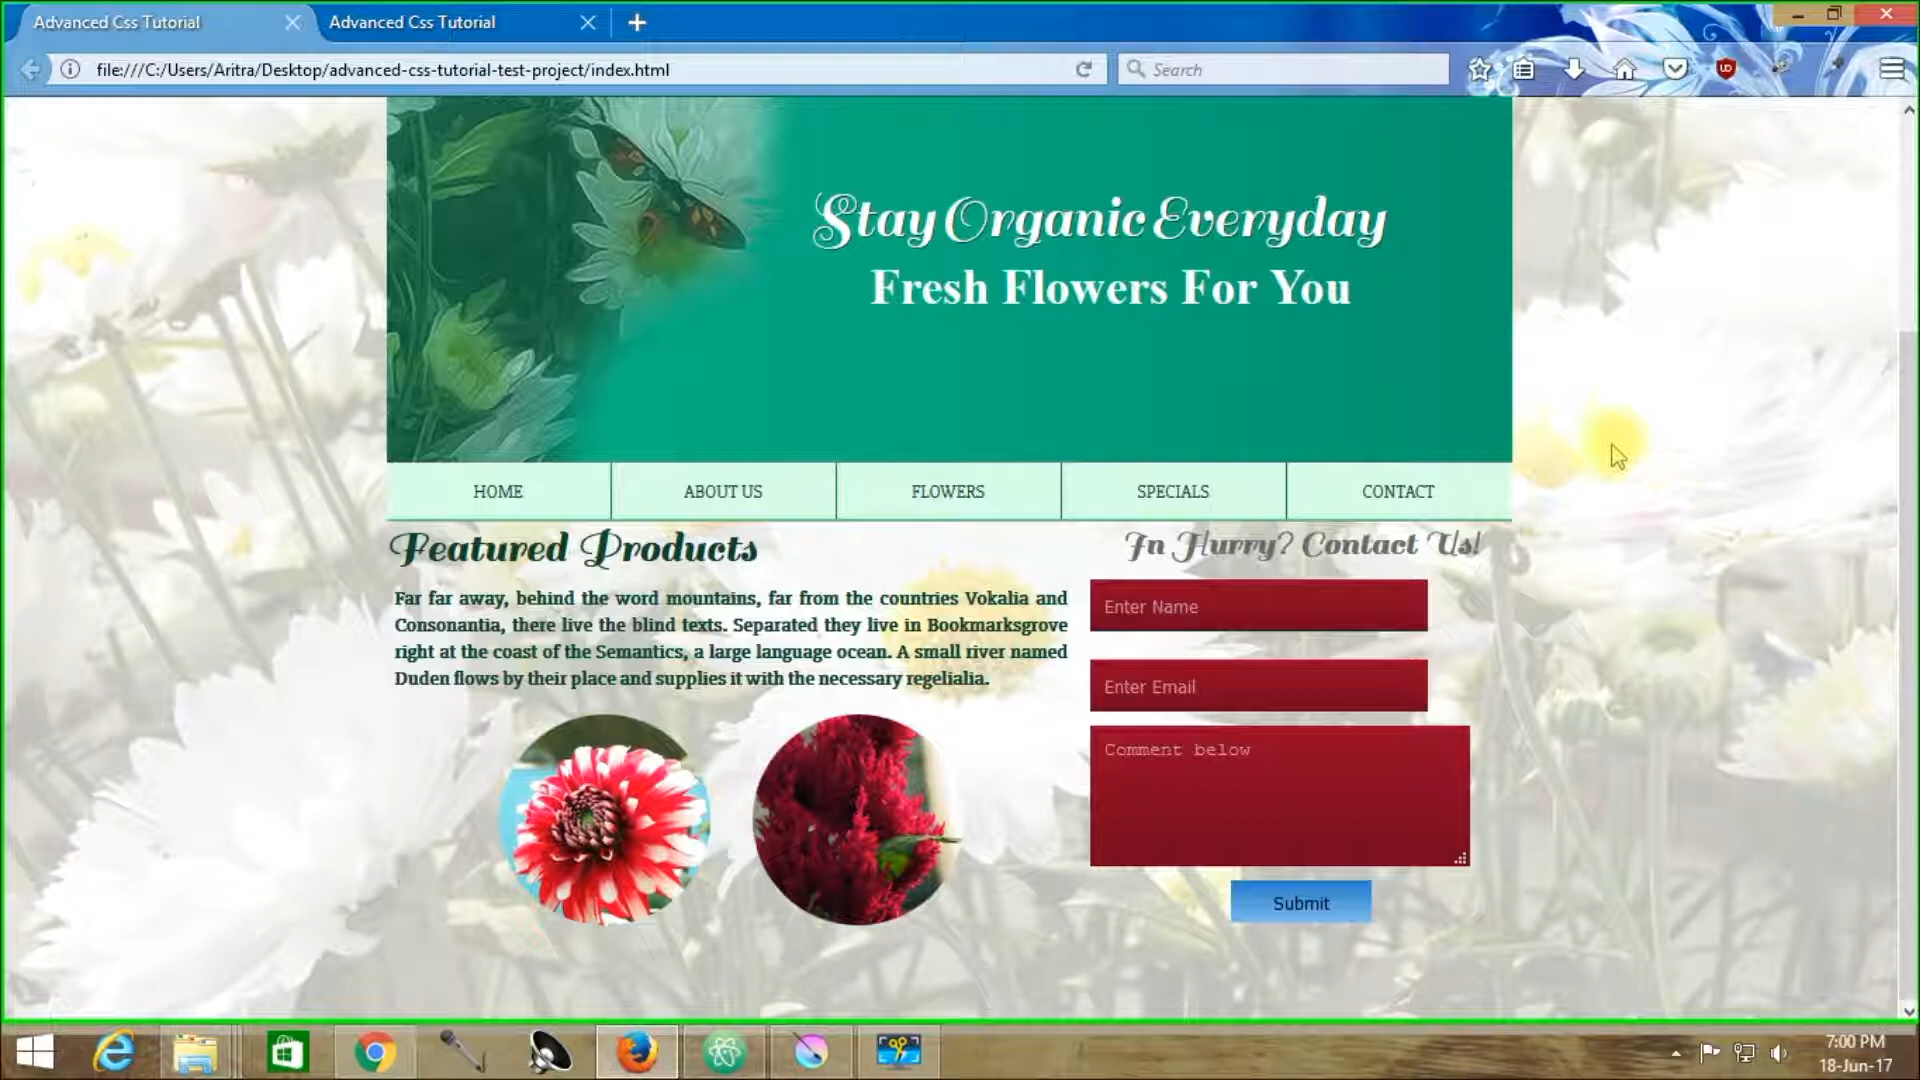 Advanced Css Tutorial
Advanced Css Tutorial
file:///C:/Users/Aritra/Desktop/advanced-css-tutorial-test-project/index.html
Search
Stay Organic Everyday
Fresh Flowers For You
HOME
ABOUT US
FLOWERS
SPECIALS
CONTACT
Featured Products
Far far away, behind the word mountains, far from the countries Vokalia and
Consonantia, there live the blind texts. Separated they live in Bookmarksgrove
right at the coast of the Semantics, a large language ocean. A small river named
Duden flows by their place and supplies it with the necessary regelialia.
In Hurry? Contact Us!
Enter Name
Enter Email
Comment below
Submit
7:00 PM
18-Jun-17